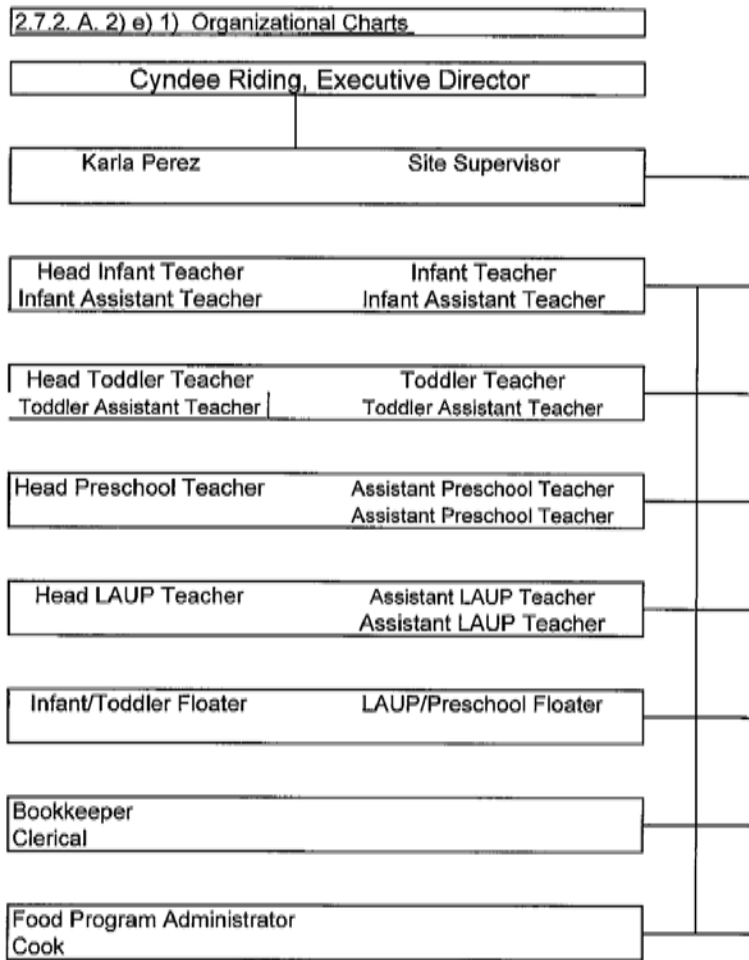 2.7.2. A. 2) e) 1) Organizational Charts
Cyndee Riding, Executive Director
Karla Perez Site Supervisor
Head Infant Teacher Infant Teacher
Infant Assistant Teacher Infant Assistant Teacher
Head Toddler Teacher Toddler Teacher
Toddler Assistant Teacher Toddler Assistant Teacher
Head Preschool Teacher Assistant Preschool Teacher
Assistant Preschool Teacher
Head LAUP Teacher Assistant LAUP Teacher
Assistant LAUP Teacher
Infant/Toddler Floater LAUP/Preschool Floater
Bookkeeper
Clerical
Food Program Administrator
Cook